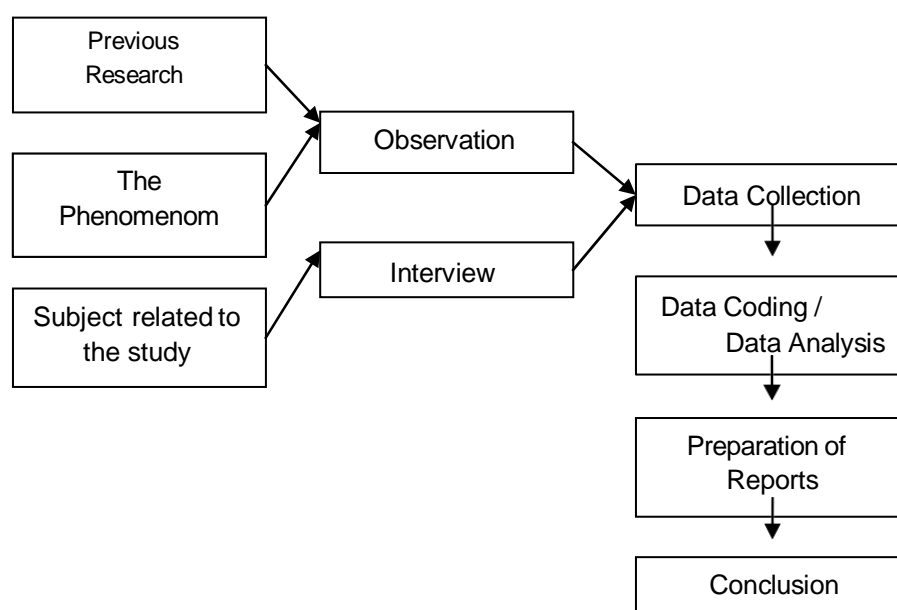 Previous
Research
The
Phenomenom
Subject related to
the study
Observation
Interview
Data Collection
Data Coding /
Data Analysis
Preparation of
Reports
Conclusion